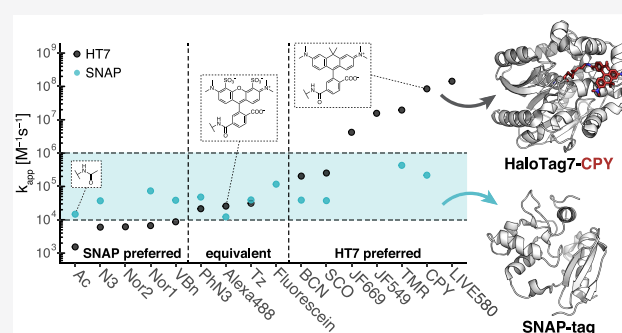 10⁹
10⁸
10⁷
10⁶
10⁵
10⁴
10³
kapp [M⁻¹s⁻¹]
HT7
SNAP
SNAP preferred
equivalent
HT7 preferred
Ac
N3
Nor2
Nor1
VBn
PhN3
Alexa488
Tz
Fluorescein
BCN
SCO
JF669
JF549
TMR
CPY
LIVE580
HaloTag7-CPY
SNAP-tag